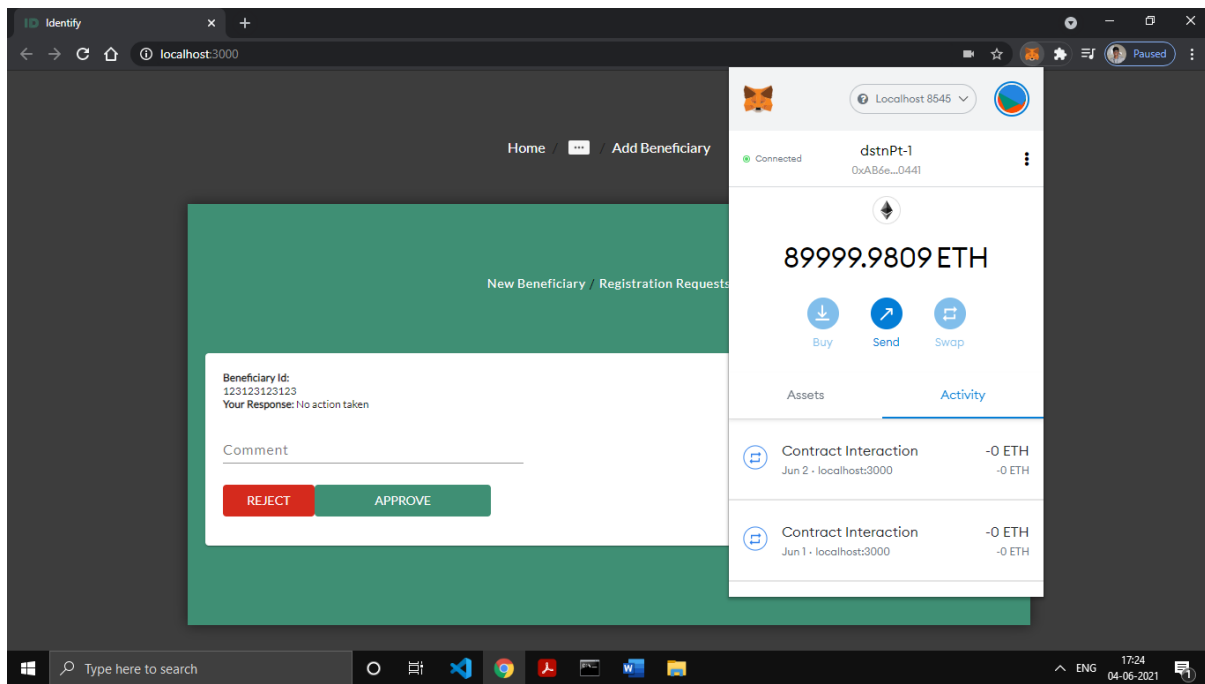 ID Identify
localhost:3000
Paused
Localhost 8545
Home / ··· / Add Beneficiary
Connected
dstnPt-1
0xAB6e...0441
89999.9809 ETH
New Beneficiary / Registration Requests
Buy Send Swap
Beneficiary Id:
123123123123
Your Response: No action taken
Assets Activity
Comment
Contract Interaction -0 ETH
Jun 2 · localhost:3000 -0 ETH
REJECT APPROVE
Contract Interaction -0 ETH
Jun 1 · localhost:3000 -0 ETH
Type here to search
ENG
17:24
04-06-2021
1